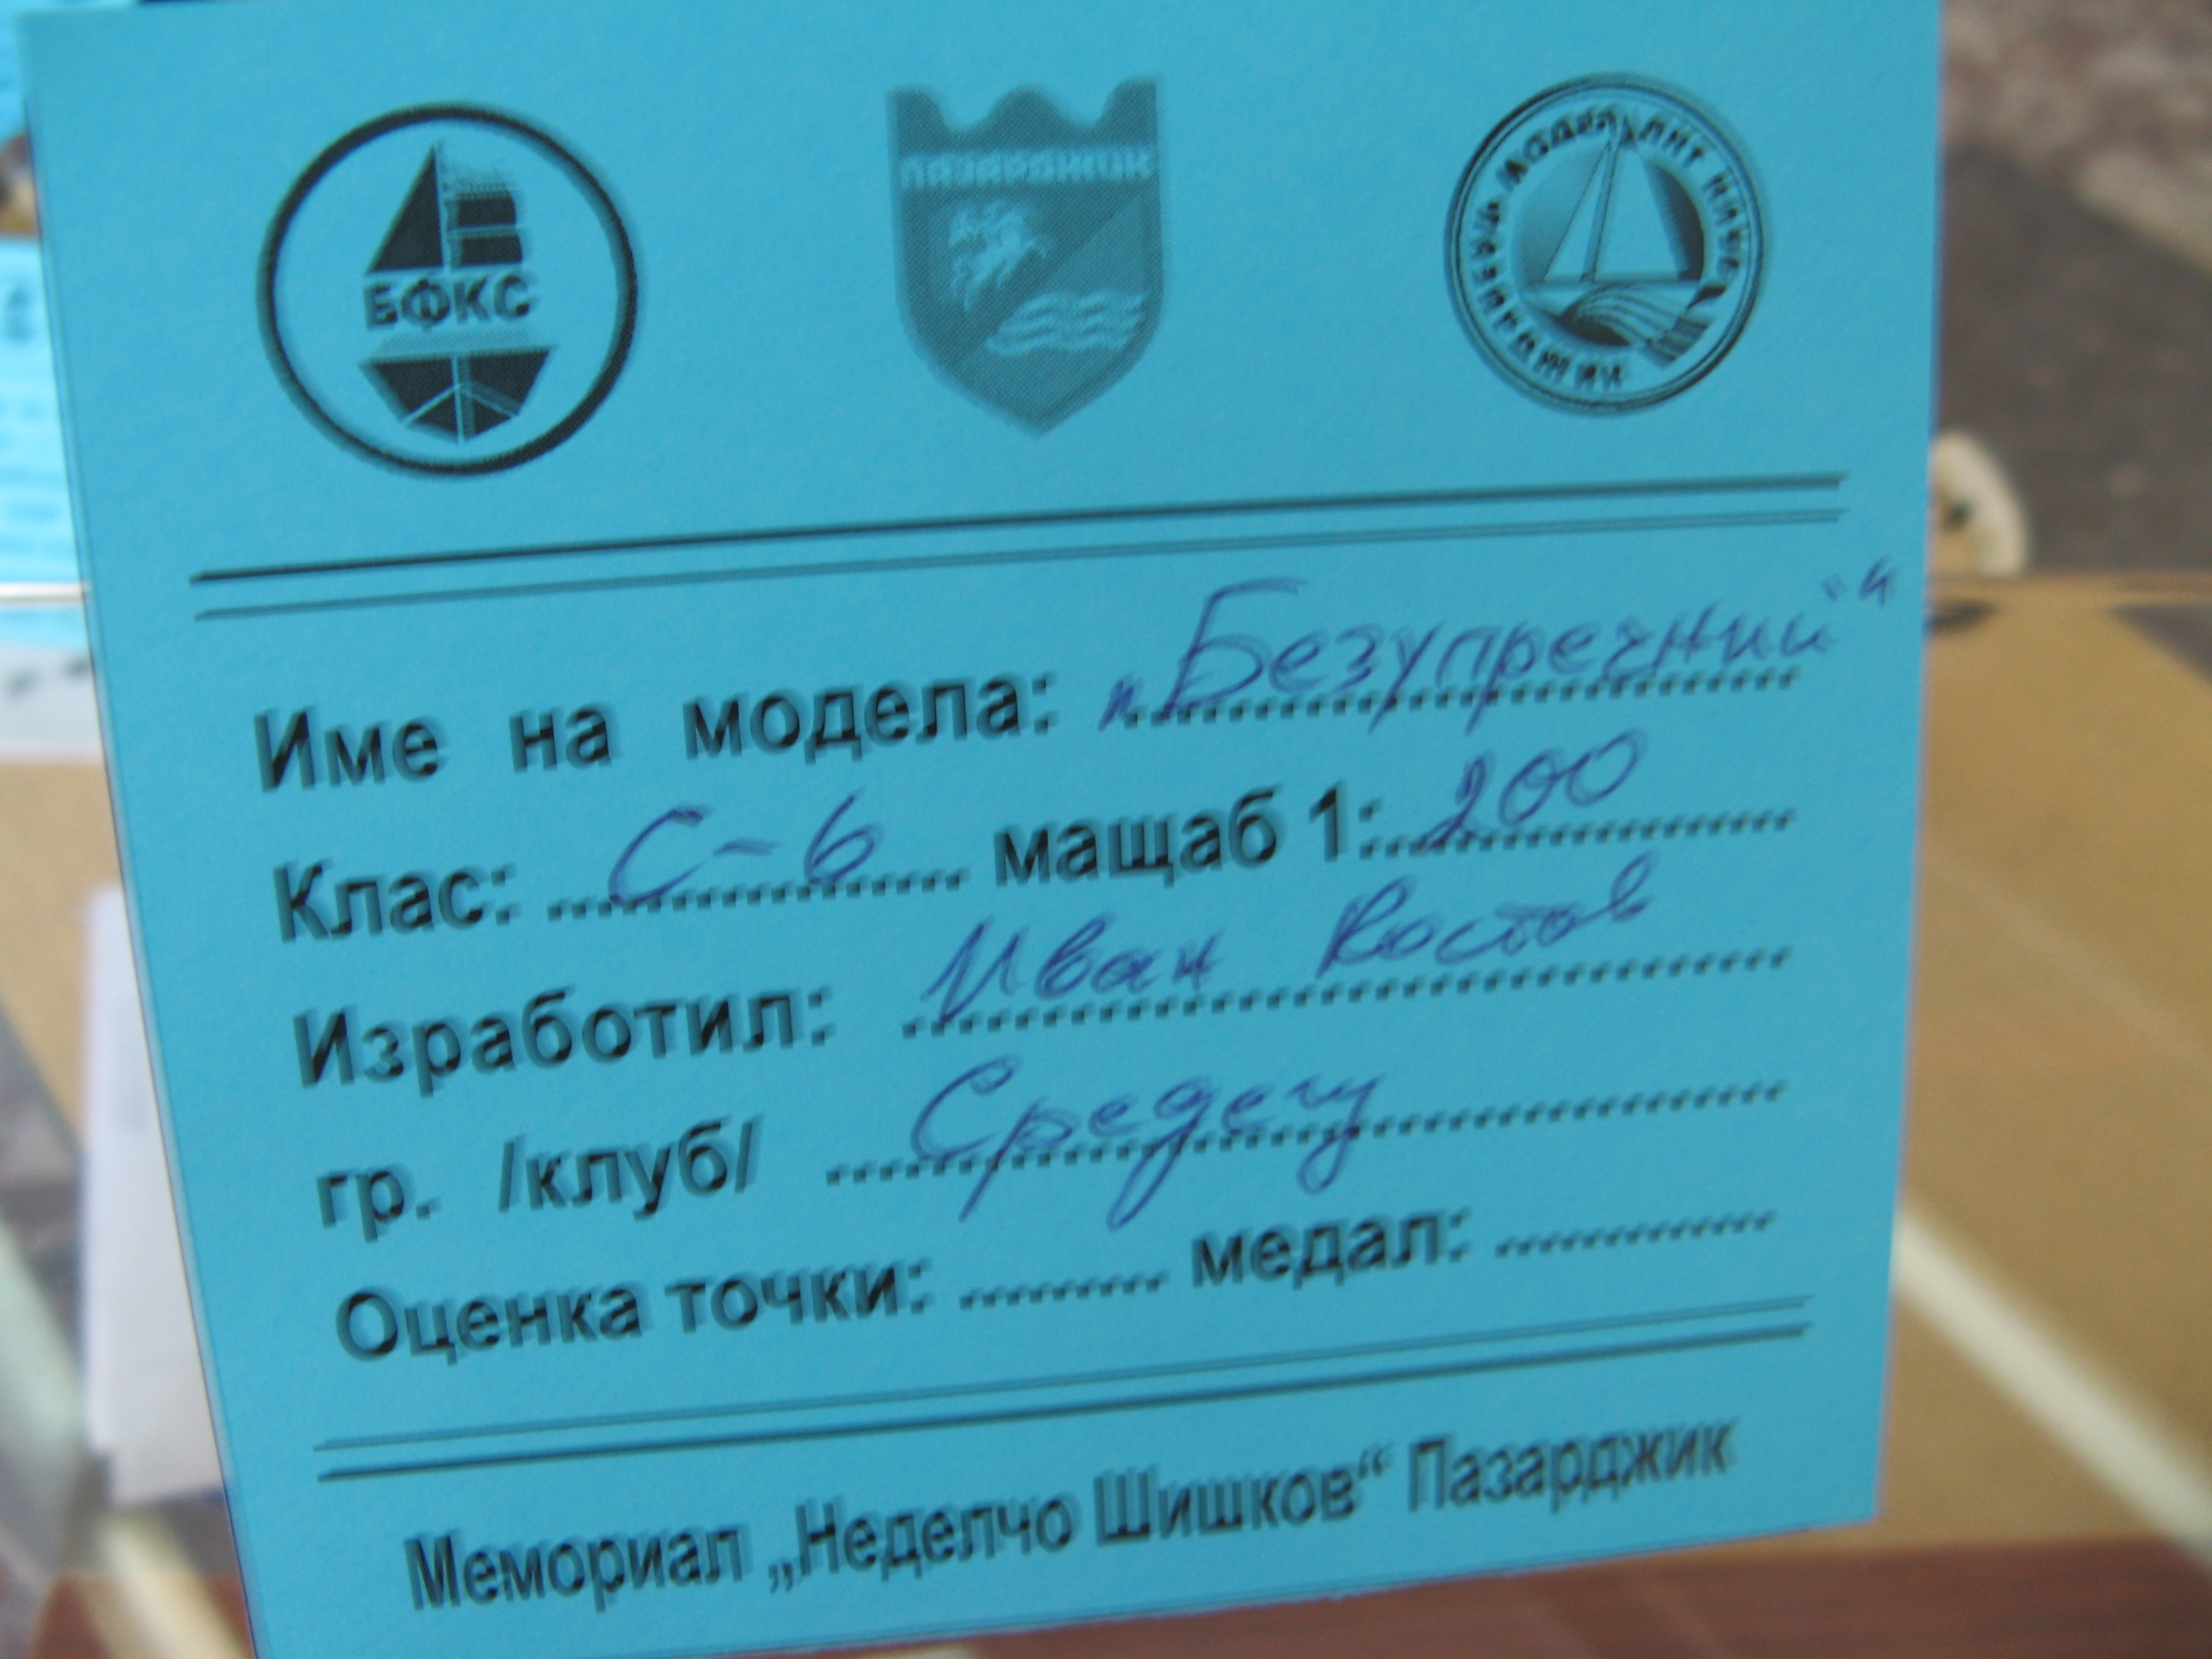 БФКС
ПАЗАРДЖИК
Име на модела: „Безупречний“
Клас: С-6 мащаб 1: 200
Изработил: Иван Костов
гр. /клуб/ Средец
Оценка точки: ......... медал: ...............
Мемориал „Неделчо Шишков“ Пазарджик